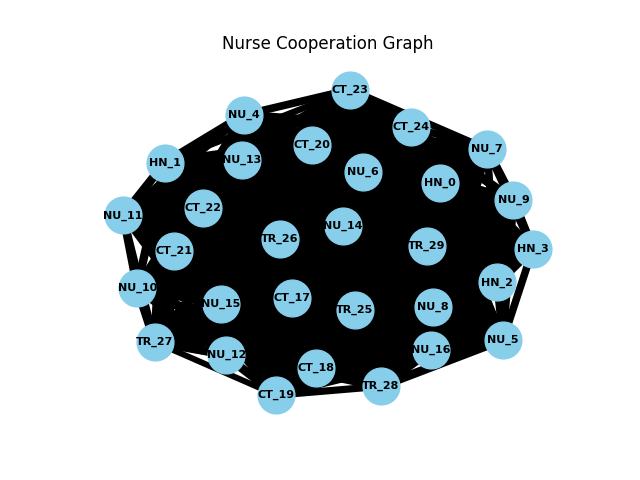 Nurse Cooperation Graph
CT_23
NU_4
CT_24
CT_20
NU_7
NU_13
HN_1
NU_6
HN_0
NU_9
CT_22
NU_11
NU_14
TR_26
TR_29
HN_3
CT_21
HN_2
NU_10
CT_17
NU_15
NU_8
TR_25
NU_5
TR_27
NU_16
NU_12
CT_18
TR_28
CT_19